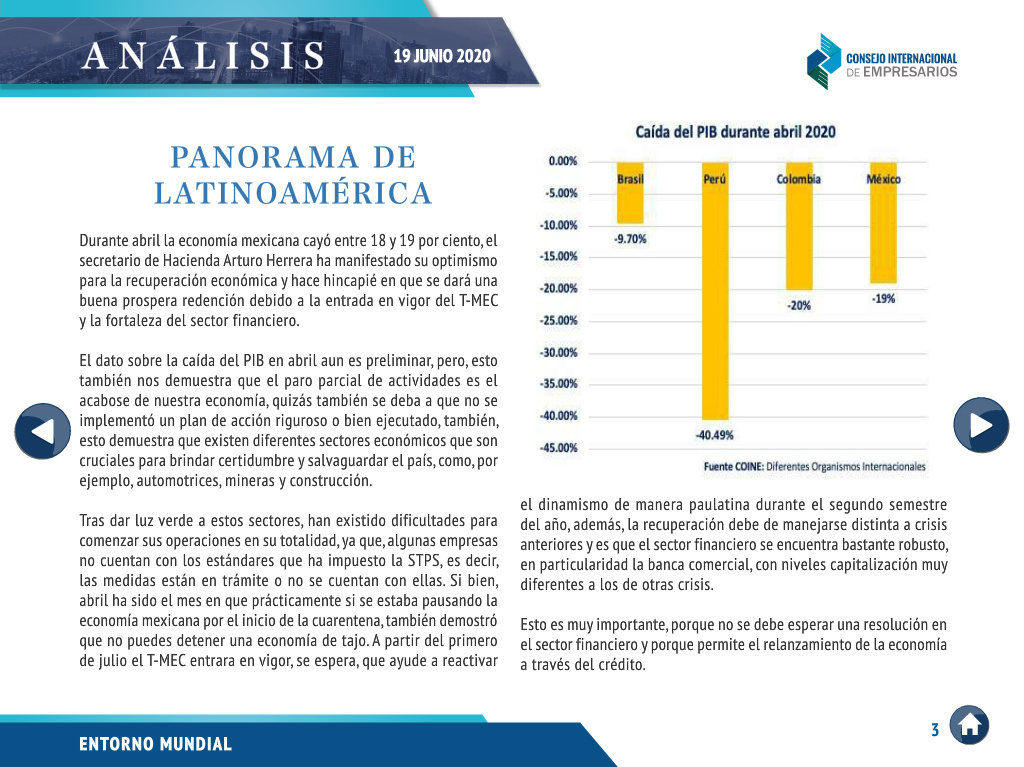 ANÁLISIS
19 JUNIO 2020
CONSEJO INTERNACIONAL
DE EMPRESARIOS
PANORAMA DE
LATINOAMÉRICA
Durante abril la economía mexicana cayó entre 18 y 19 por ciento, el
secretario de Hacienda Arturo Herrera ha manifestado su optimismo
para la recuperación económica y hace hincapié en que se dará una
buena prospera redención debido a la entrada en vigor del T-MEC
y la fortaleza del sector financiero.
El dato sobre la caída del PIB en abril aun es preliminar, pero, esto
también nos demuestra que el paro parcial de actividades es el
acabose de nuestra economía, quizás también se deba a que no se
implementó un plan de acción riguroso o bien ejecutado, también,
esto demuestra que existen diferentes sectores económicos que son
cruciales para brindar certidumbre y salvaguardar el país, como, por
ejemplo, automotrices, mineras y construcción.
Tras dar luz verde a estos sectores, han existido dificultades para
comenzar sus operaciones en su totalidad, ya que, algunas empresas
no cuentan con los estándares que ha impuesto la STPS, es decir,
las medidas están en trámite o no se cuentan con ellas. Si bien,
abril ha sido el mes en que prácticamente si se estaba pausando la
economía mexicana por el inicio de la cuarentena, también demostró
que no puedes detener una economía de tajo. A partir del primero
de julio el T-MEC entrara en vigor, se espera, que ayude a reactivar
Caída del PIB durante abril 2020
0.00%
-5.00%
-10.00%
-15.00%
-20.00%
-25.00%
-30.00%
-35.00%
-40.00%
-45.00%
Brasil
Perú
Colombia
México
-9.70%
-40.49%
-20%
-19%
Fuente COINE: Diferentes Organismos Internacionales
el dinamismo de manera paulatina durante el segundo semestre
del año, además, la recuperación debe de manejarse distinta a crisis
anteriores y es que el sector financiero se encuentra bastante robusto,
en particularidad la banca comercial, con niveles capitalización muy
diferentes a los de otras crisis.
Esto es muy importante, porque no se debe esperar una resolución en
el sector financiero y porque permite el relanzamiento de la economía
a través del crédito.
ENTORNO MUNDIAL
3